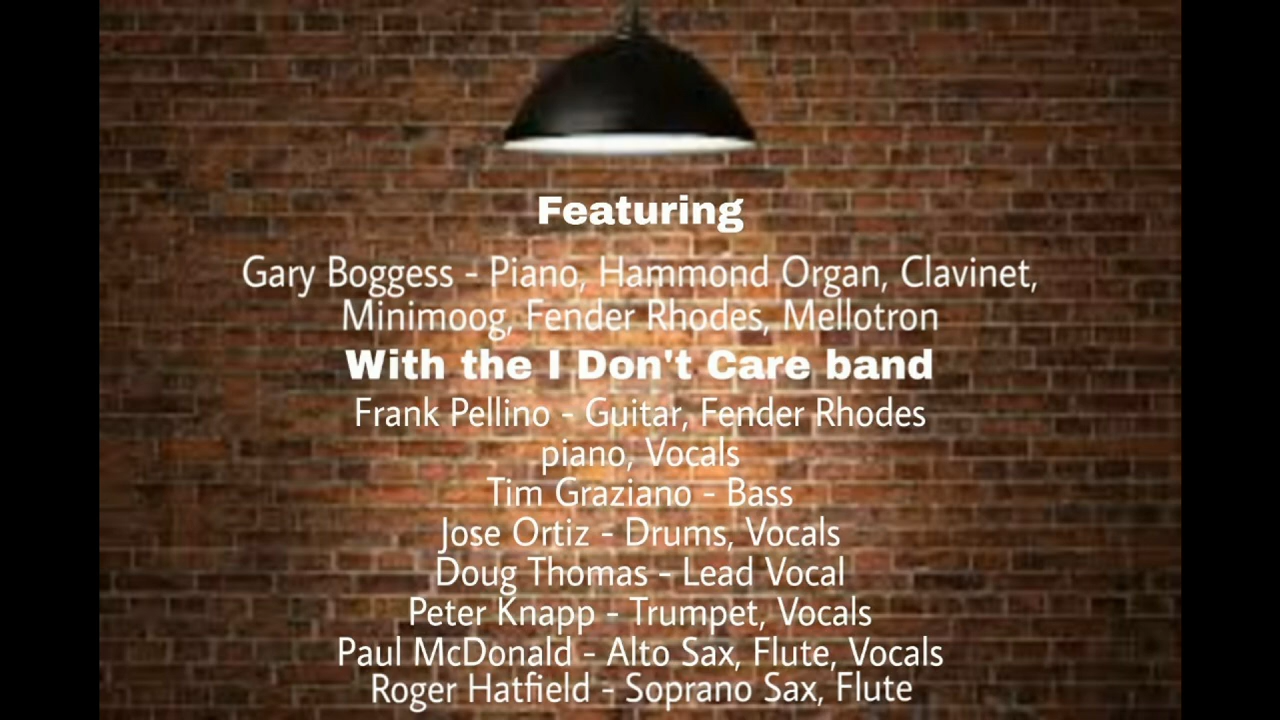 Featuring
Gary Boggess - Piano, Hammond Organ, Clavinet,
Minimoog, Fender Rhodes, Mellotron
With the I Don't Care band
Frank Pellino - Guitar, Fender Rhodes
piano, Vocals
Tim Graziano - Bass
Jose Ortiz - Drums, Vocals
Doug Thomas - Lead Vocal
Peter Knapp - Trumpet, Vocals
Paul McDonald - Alto Sax, Flute, Vocals
Roger Hatfield - Soprano Sax, Flute